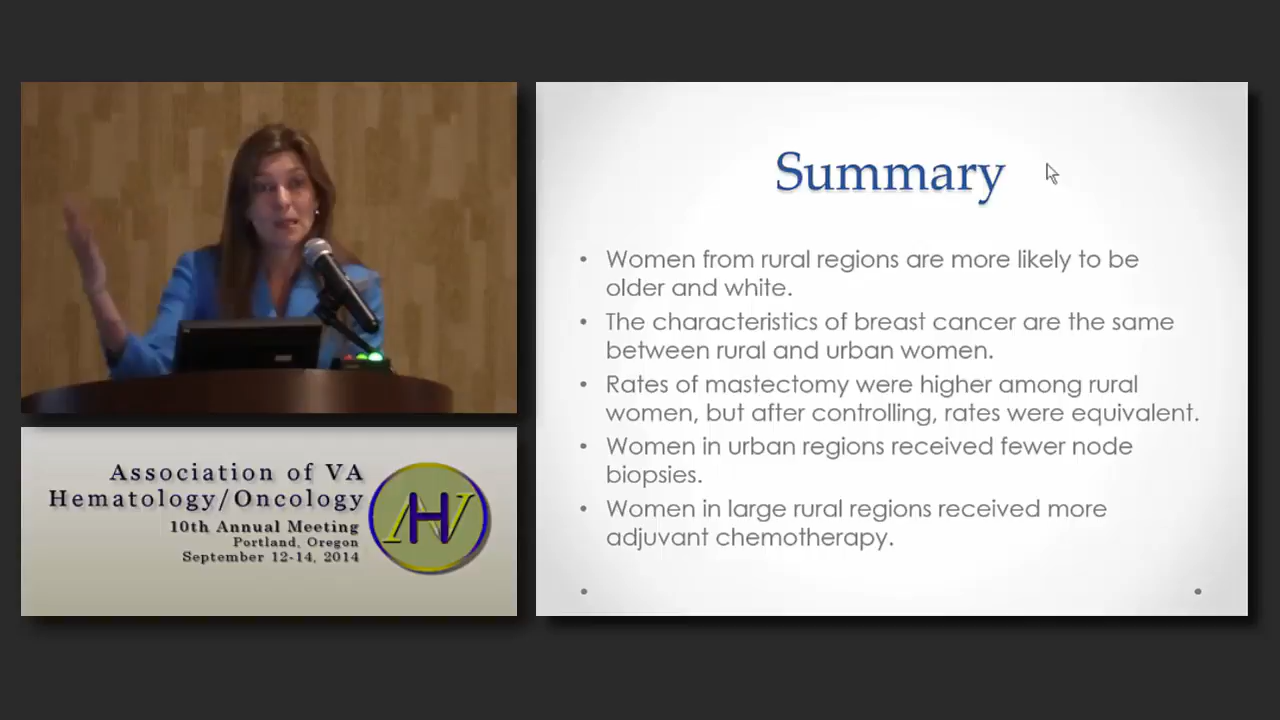 Summary
• Women from rural regions are more likely to be
older and white.
• The characteristics of breast cancer are the same
between rural and urban women.
• Rates of mastectomy were higher among rural
women, but after controlling, rates were equivalent.
• Women in urban regions received fewer node
biopsies.
• Women in large rural regions received more
adjuvant chemotherapy.
Association of VA
Hematology/Oncology
10th Annual Meeting
Portland, Oregon
September 12-14, 2014
AHV